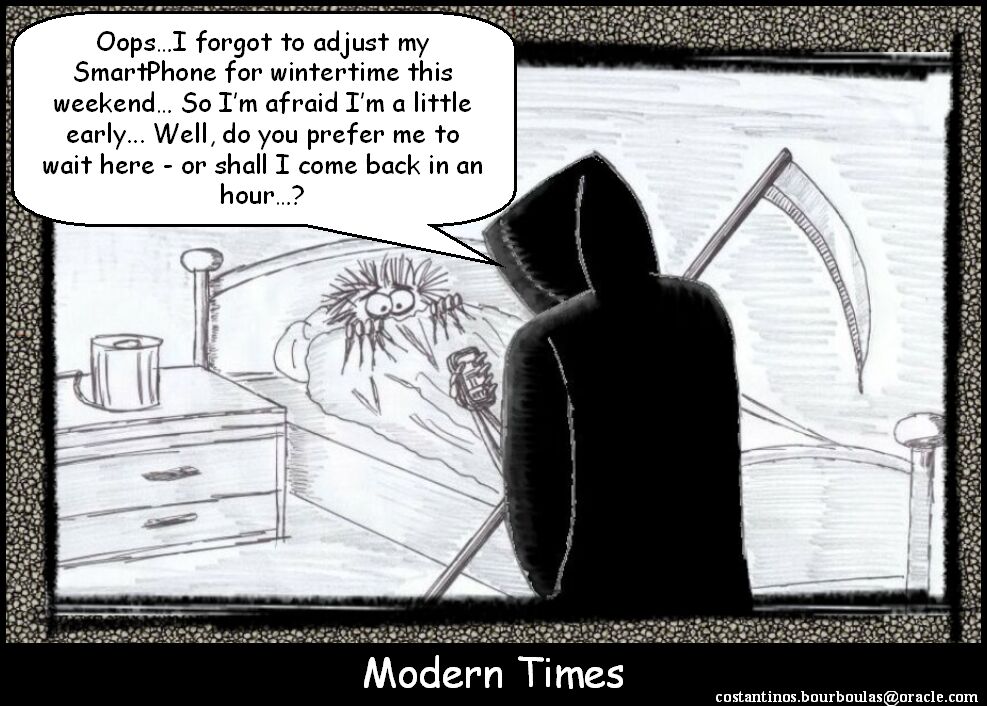 Oops...I forgot to adjust my
SmartPhone for wintertime this
weekend... So I'm afraid I'm a little
early... Well, do you prefer me to
wait here - or shall I come back in an
hour...?
Modern Times
costantinos.bourboulas@oracle.com